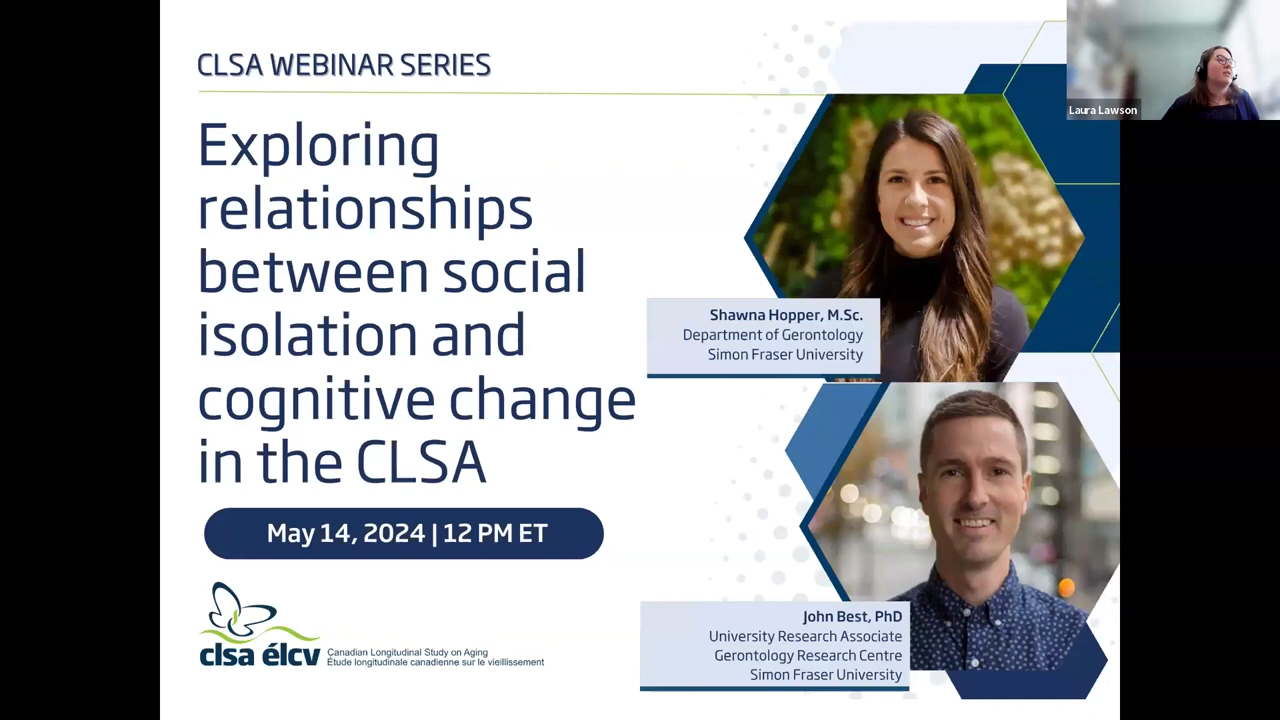 CLSA WEBINAR SERIES
Laura Lawson
Exploring
relationships
between social
isolation and
cognitive change
in the CLSA
Shawna Hopper, M.Sc.
Department of Gerontology
Simon Fraser University
May 14, 2024 | 12 PM ET
John Best, PhD
University Research Associate
Gerontology Research Centre
Simon Fraser University
clsa élcv
Canadian Longitudinal Study on Aging
Étude longitudinale canadienne sur le vieillissement